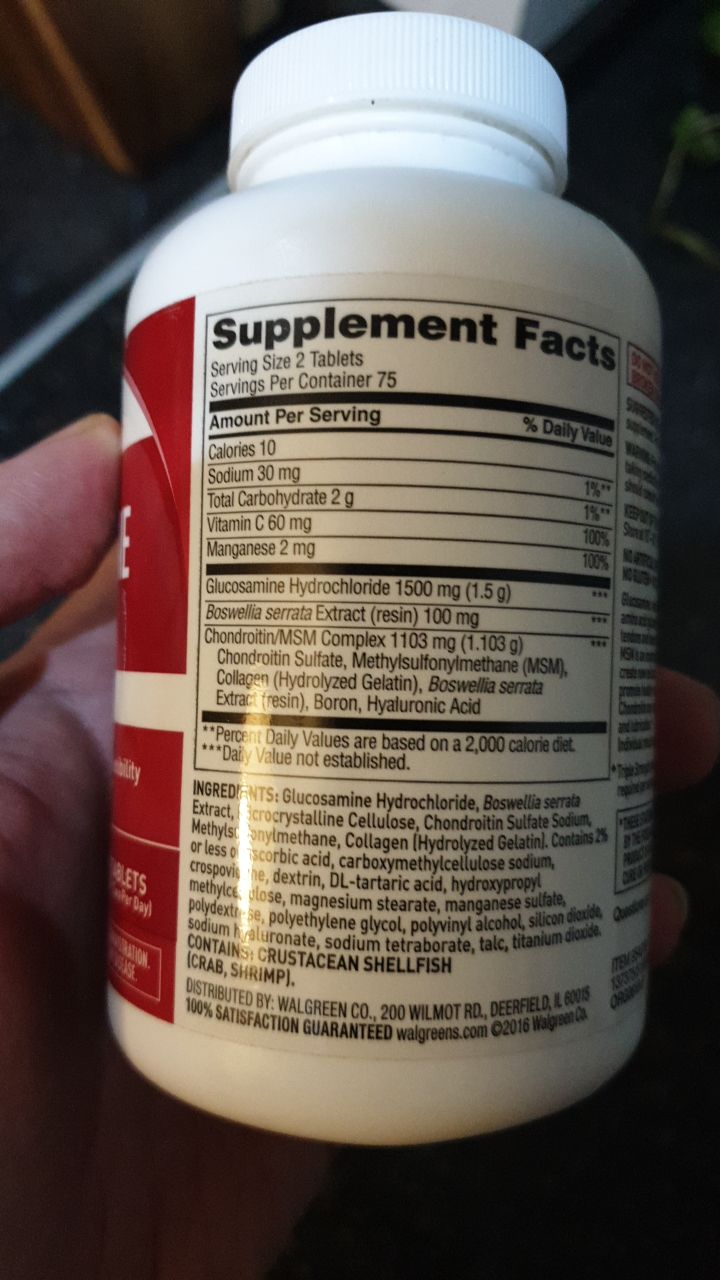 Supplement Facts
Serving Size 2 Tablets
Servings Per Container 75
Amount Per Serving % Daily Value
Calories 10
Sodium 30 mg 1%**
Total Carbohydrate 2 g 1%**
Vitamin C 60 mg 100%
Manganese 2 mg 100%
Glucosamine Hydrochloride 1500 mg (1.5 g) ***
Boswellia serrata Extract (resin) 100 mg ***
Chondroitin/MSM Complex 1103 mg (1.103 g) ***
Chondroitin Sulfate, Methylsulfonylmethane (MSM),
Collagen (Hydrolyzed Gelatin), Boswellia serrata
Extract (resin), Boron, Hyaluronic Acid
**Percent Daily Values are based on a 2,000 calorie diet.
***Daily Value not established.
INGREDIENTS: Glucosamine Hydrochloride, Boswellia serrata
Extract, crocrystalline Cellulose, Chondroitin Sulfate Sodium,
Methylsulfonylmethane, Collagen (Hydrolyzed Gelatin). Contains 2%
or less o scorbic acid, carboxymethylcellulose sodium,
crospovidone, dextrin, DL-tartaric acid, hydroxypropyl
methylcellulose, magnesium stearate, manganese sulfate,
polydextrose, polyethylene glycol, polyvinyl alcohol, silicon dioxide,
sodium hyaluronate, sodium tetraborate, talc, titanium dioxide.
CONTAINS: CRUSTACEAN SHELLFISH
(CRAB, SHRIMP).
DISTRIBUTED BY: WALGREEN CO., 200 WILMOT RD., DEERFIELD, IL 60015
100% SATISFACTION GUARANTEED walgreens.com ©2016 Walgreen Co.
E
ABLETS
Per Day)